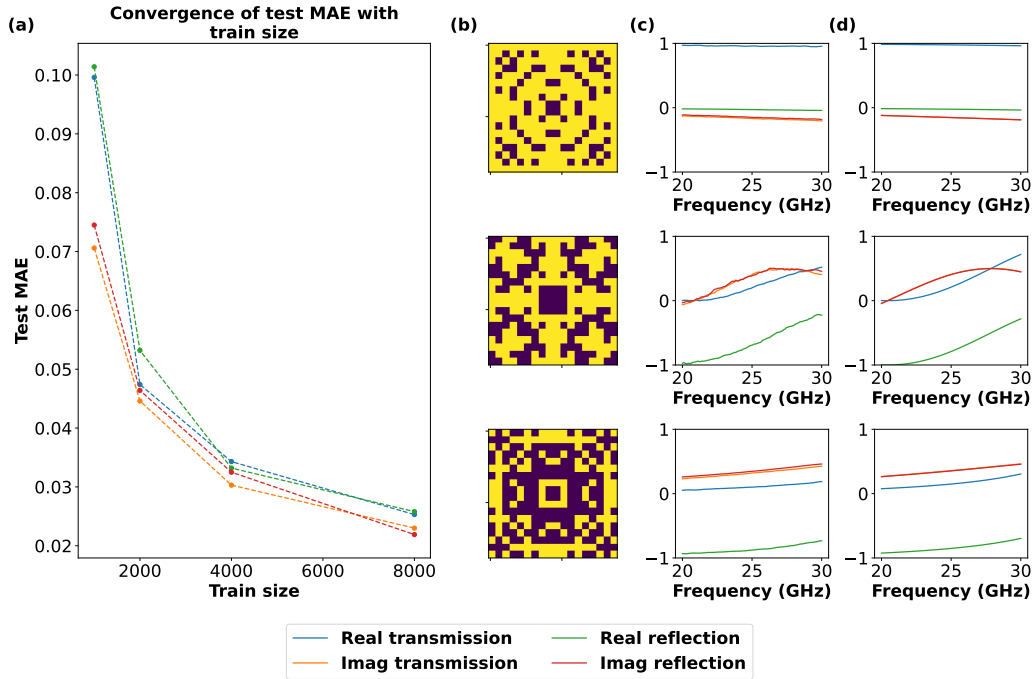 (a)
Convergence of test MAE with
train size
(b)
(c)
(d)
Test MAE
0.10
0.09
0.08
0.07
0.06
0.05
0.04
0.03
0.02
2000
4000
6000
8000
Train size
1
0
−1
20
25
30
Frequency (GHz)
1
0
−1
20
25
30
Frequency (GHz)
1
0
−1
20
25
30
Frequency (GHz)
1
0
−1
20
25
30
Frequency (GHz)
1
0
−1
20
25
30
Frequency (GHz)
1
0
−1
20
25
30
Frequency (GHz)
Real transmission
Imag transmission
Real reflection
Imag reflection